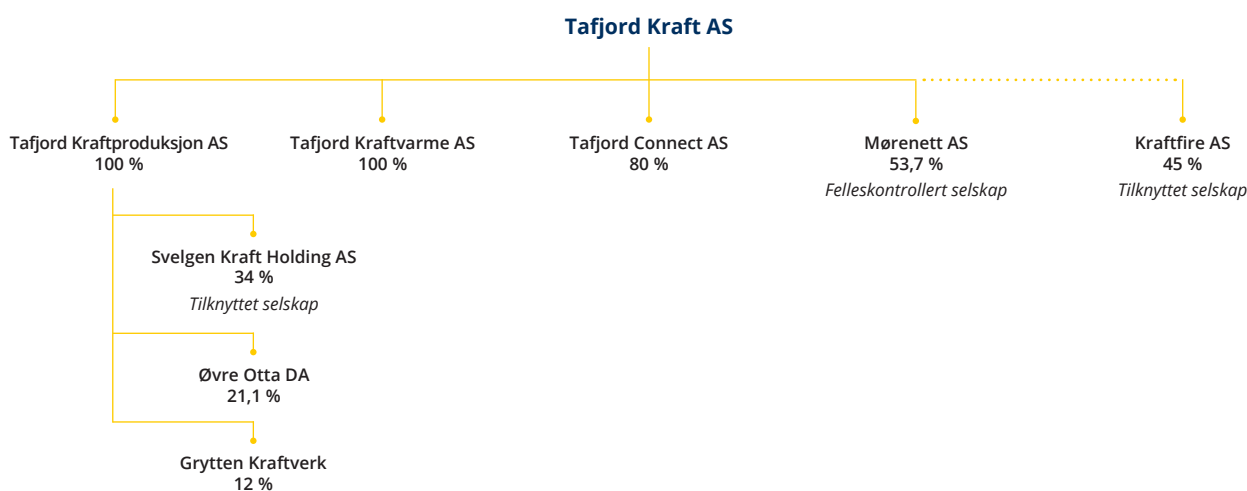 Tafjord Kraft AS
Tafjord Kraftproduksjon AS
100 %
Tafjord Kraftvarme AS
100 %
Tafjord Connect AS
80 %
Mørenett AS
53,7 %
Felleskontrollert selskap
Kraftfire AS
45 %
Tilknyttet selskap
Svelgen Kraft Holding AS
34 %
Tilknyttet selskap
Øvre Otta DA
21,1 %
Grytten Kraftverk
12 %